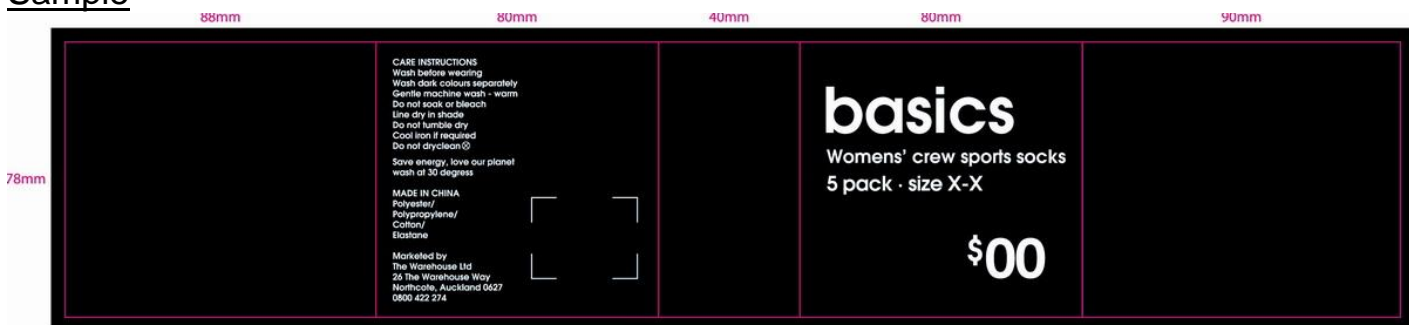 Sample
88mm
80mm
40mm
80mm
90mm
78mm
CARE INSTRUCTIONS
Wash before wearing
Wash dark colours separately
Gentle machine wash - warm
Do not soak or bleach
Line dry in shade
Do not tumble dry
Cool iron if required
Do not dryclean ⓧ
Save energy, love our planet
wash at 30 degress
MADE IN CHINA
Polyester/
Polypropylene/
Cotton/
Elastane
Marketed by
The Warehouse Ltd
26 The Warehouse Way
Northcote, Auckland 0627
0800 422 274
basics
Womens' crew sports socks
5 pack · size X-X
$00